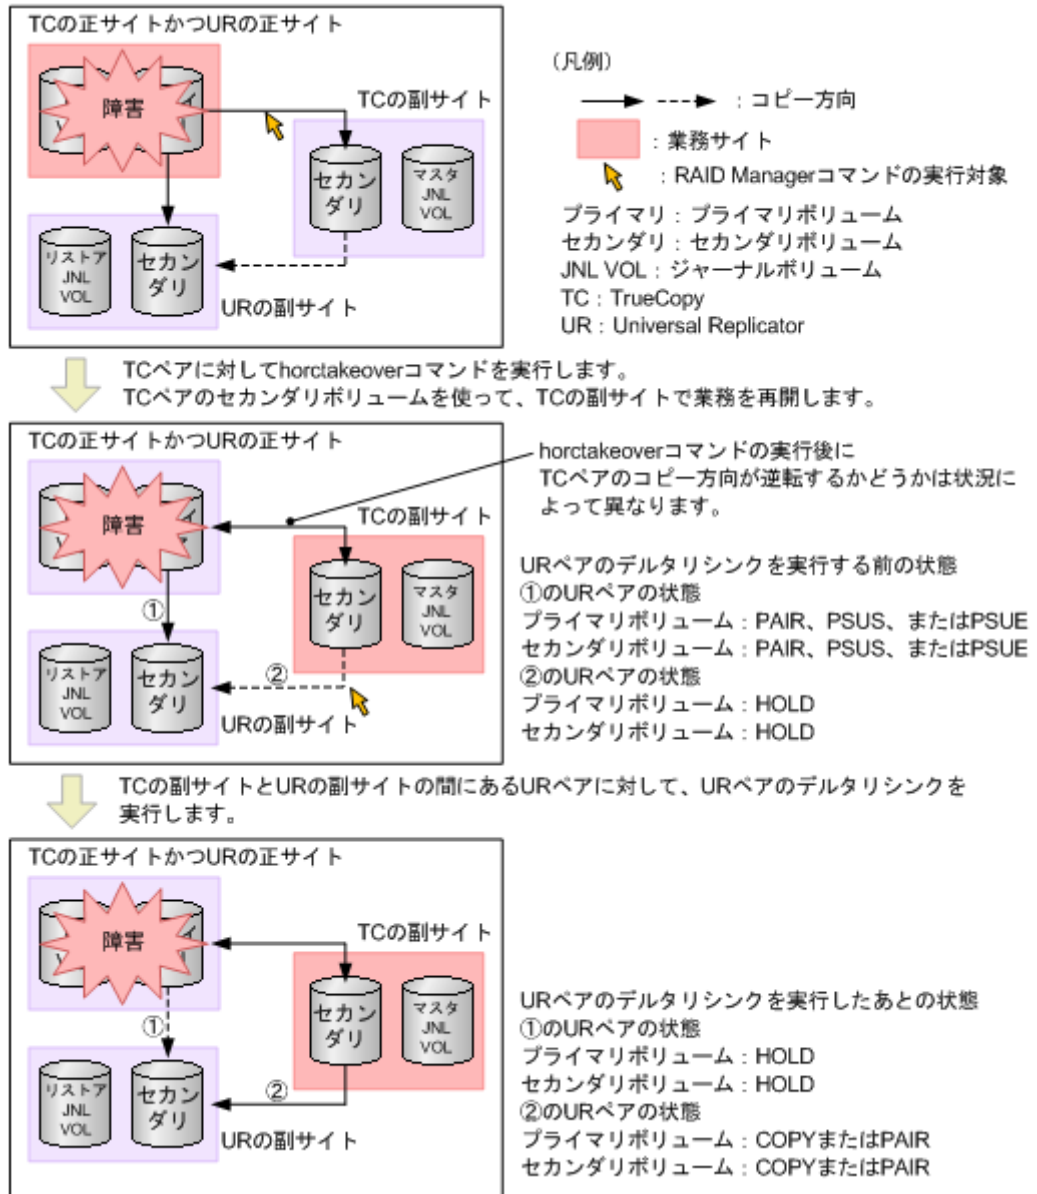 TCの正サイトかつURの正サイト
障害
TCの副サイト
セカン
ダリ
マスタ
JNL
VOL
リストア
JNL
VOL
セカン
ダリ
URの副サイト
（凡例）
：コピー方向
：業務サイト
：RAID Managerコマンドの実行対象
プライマリ：プライマリボリューム
セカンダリ：セカンダリボリューム
JNL VOL：ジャーナルボリューム
TC：TrueCopy
UR：Universal Replicator
TCペアに対してhorctakeoverコマンドを実行します。
TCペアのセカンダリボリュームを使って、TCの副サイトで業務を再開します。
TCの正サイトかつURの正サイト
障害
TCの副サイト
セカン
ダリ
マスタ
JNL
VOL
①
②
リストア
JNL
VOL
セカン
ダリ
URの副サイト
horctakeoverコマンドの実行後に
TCペアのコピー方向が逆転するかどうかは状況に
よって異なります。
URペアのデルタリシンクを実行する前の状態
①のURペアの状態
プライマリボリューム：PAIR、PSUS、またはPSUE
セカンダリボリューム：PAIR、PSUS、またはPSUE
②のURペアの状態
プライマリボリューム：HOLD
セカンダリボリューム：HOLD
TCの副サイトとURの副サイトの間にあるURペアに対して、URペアのデルタリシンクを
実行します。
TCの正サイトかつURの正サイト
障害
TCの副サイト
セカン
ダリ
マスタ
JNL
VOL
①
②
リストア
JNL
VOL
セカン
ダリ
URの副サイト
URペアのデルタリシンクを実行したあとの状態
①のURペアの状態
プライマリボリューム：HOLD
セカンダリボリューム：HOLD
②のURペアの状態
プライマリボリューム：COPYまたはPAIR
セカンダリボリューム：COPYまたはPAIR